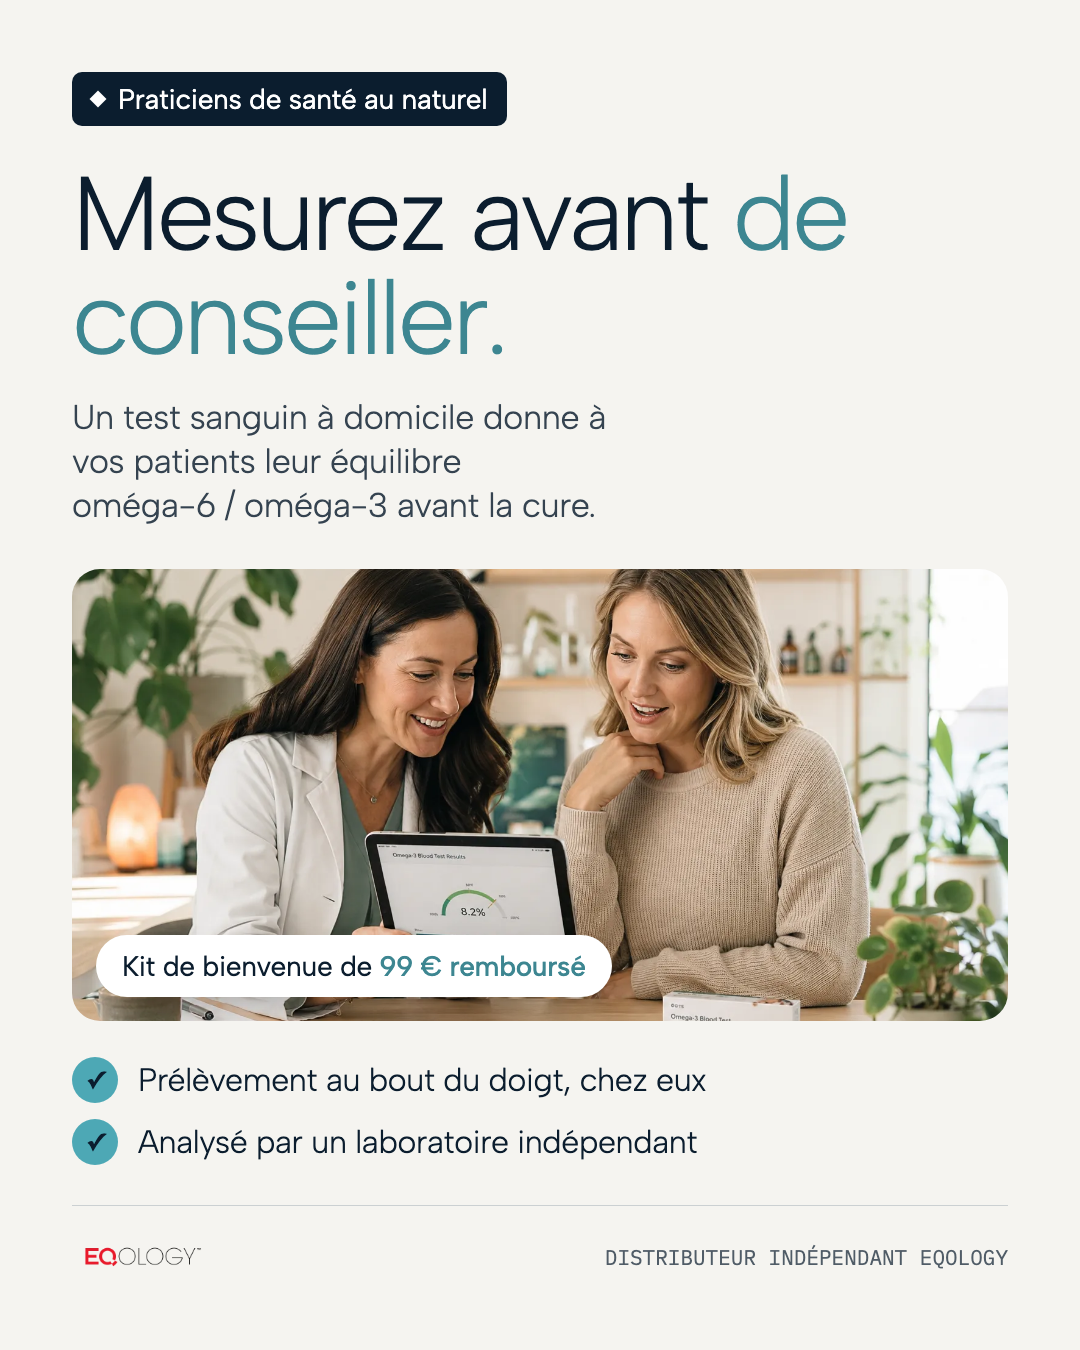 Praticiens de santé au naturel
Mesurez avant de
conseiller.
Un test sanguin à domicile donne à
vos patients leur équilibre
oméga-6 / oméga-3 avant la cure.
Omega-3 Blood Test Results
8.2%
Kit de bienvenue de 99 € remboursé
Omega-3 Blood Test
✔ Prélèvement au bout du doigt, chez eux
✔ Analysé par un laboratoire indépendant
EQOLOGY
DISTRIBUTEUR INDÉPENDANT EQOLOGY